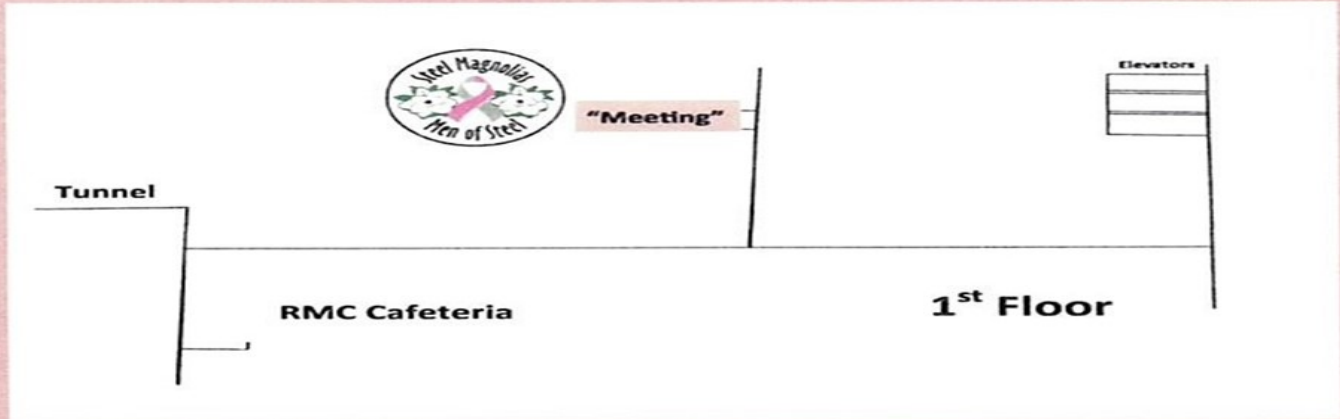 Elevators
Steel Magnolias
Men of Steel
"Meeting"
Tunnel
RMC Cafeteria
1st Floor